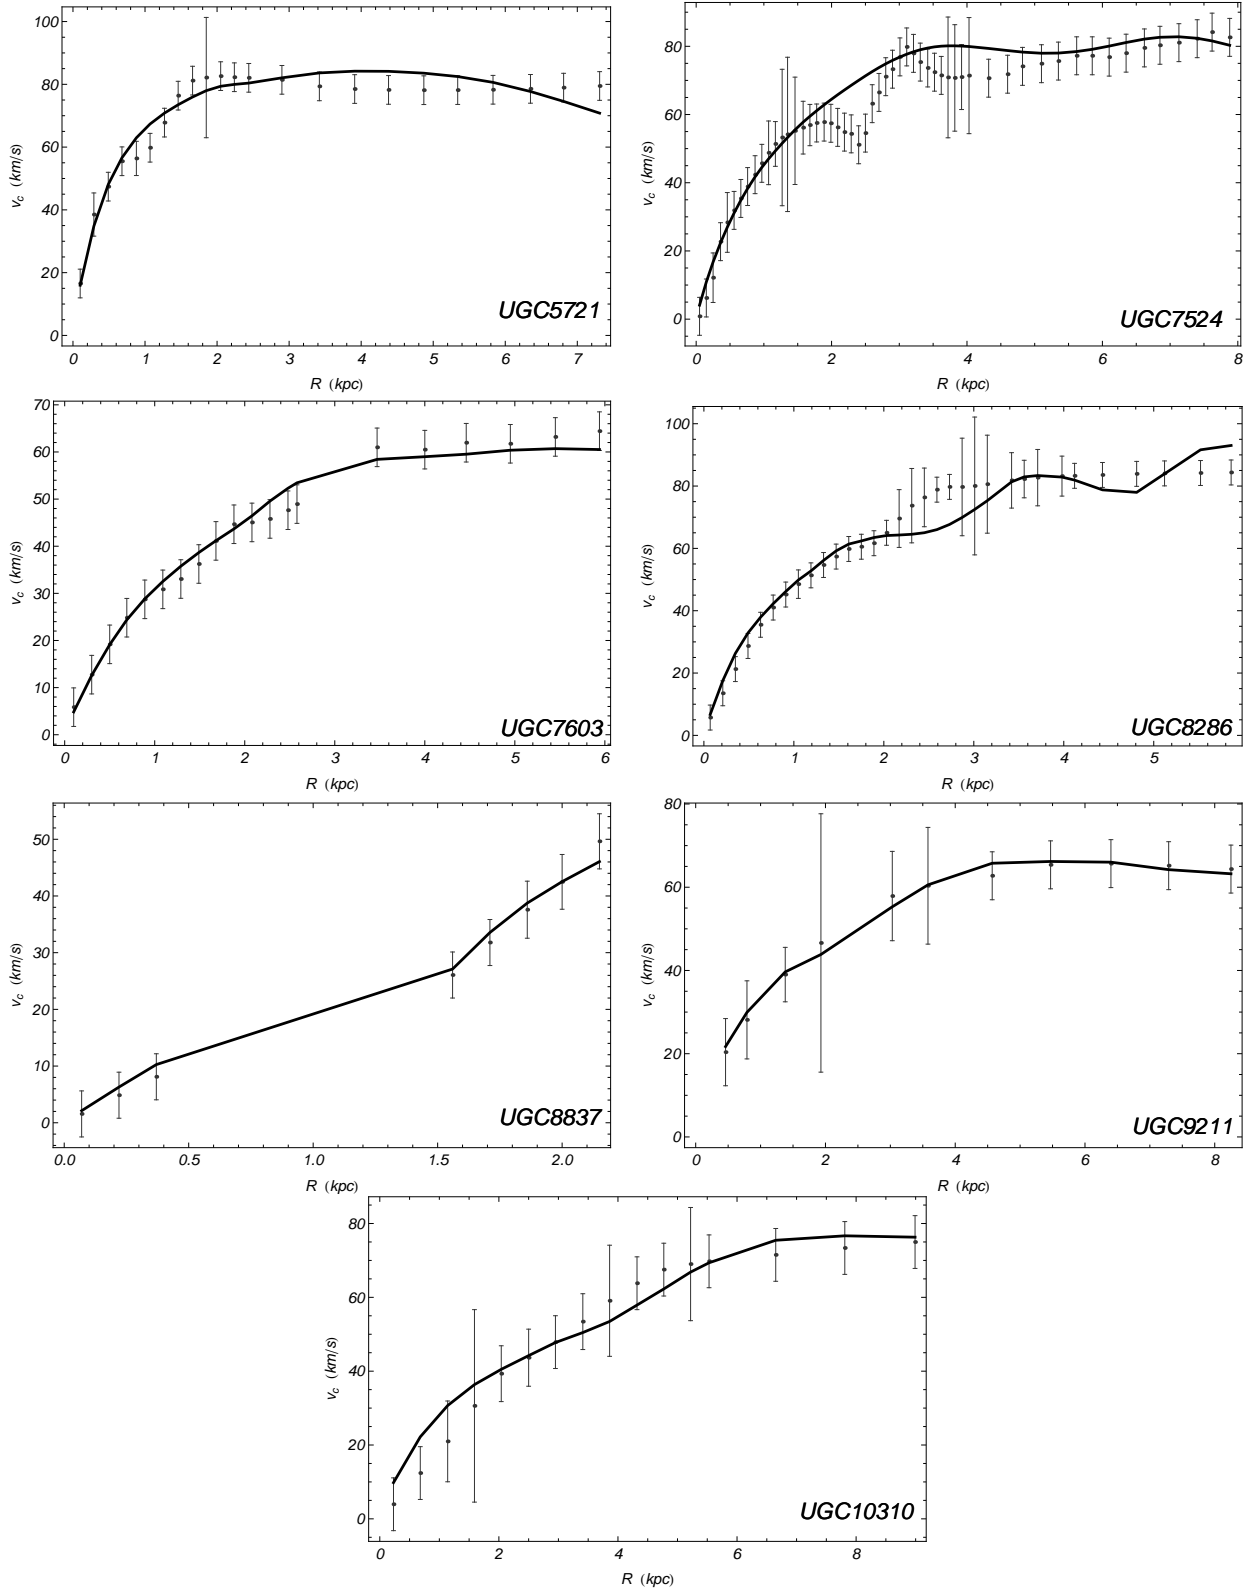 100
80
60
40
20
0
v_c (km/s)
UGC5721
0 1 2 3 4 5 6 7
R (kpc)
80
60
40
20
0
v_c (km/s)
UGC7524
0 2 4 6 8
R (kpc)
70
60
50
40
30
20
10
0
v_c (km/s)
UGC7603
0 1 2 3 4 5 6
R (kpc)
100
80
60
40
20
0
v_c (km/s)
UGC8286
0 1 2 3 4 5
R (kpc)
50
40
30
20
10
0
v_c (km/s)
UGC8837
0.0 0.5 1.0 1.5 2.0
R (kpc)
80
60
40
20
0
v_c (km/s)
UGC9211
0 2 4 6 8
R (kpc)
80
60
40
20
0
v_c (km/s)
UGC10310
0 2 4 6 8
R (kpc)